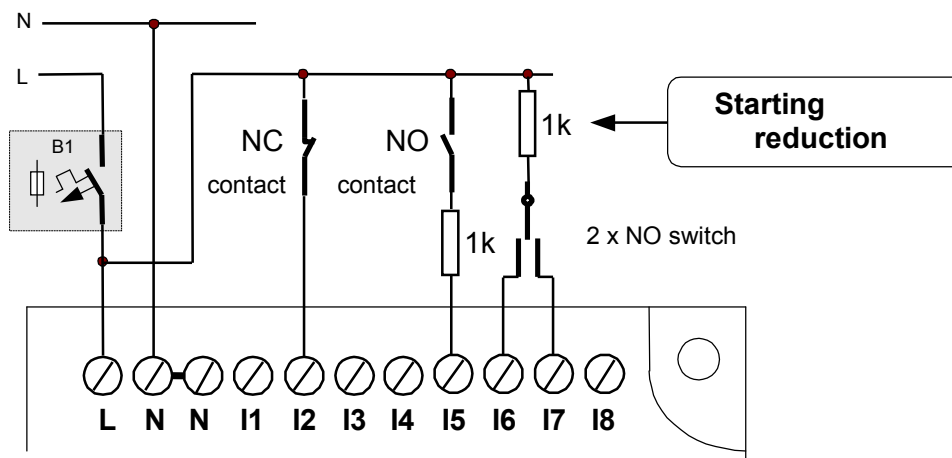 N
L
B1
NC
contact
NO
contact
1k
1k
Starting
reduction
2 x NO switch
L N N I1 I2 I3 I4 I5 I6 I7 I8